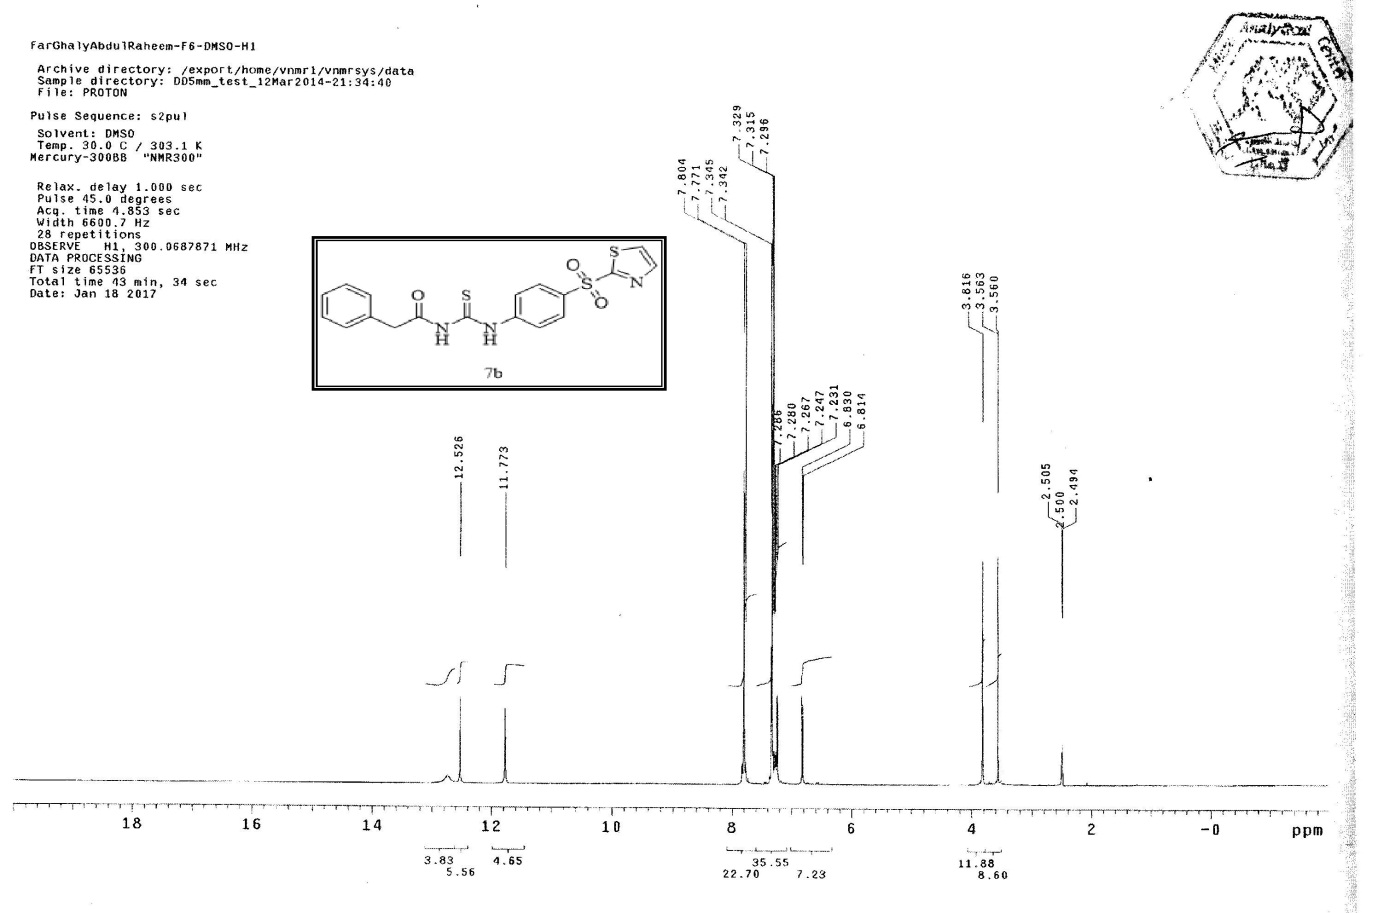 FarGhalyAbdulRaheem-F6-DMSO-H1
Archive directory: /export/home/vnmr1/vnmrsys/data
Sample directory: DD5mm_test_12Mar2014-21:34:40
File: PROTON
Pulse Sequence: s2pul
Solvent: DMSO
Temp. 30.0 C / 303.1 K
Mercury-300BB "NMR300"
Relax. delay 1.000 sec
Pulse 45.0 degrees
Acq. time 4.853 sec
Width 6600.7 Hz
28 repetitions
OBSERVE H1, 300.0687871 MHz
DATA PROCESSING
FT size 65536
Total time 43 min, 34 sec
Date: Jan 18 2017
O
N
H
S
N
H
O
S
O
S
N
7b
12.526
11.773
7.804
7.771
7.345
7.342
7.329
7.315
7.296
7.286
7.280
7.267
7.247
7.231
6.830
6.814
3.816
3.563
3.560
2.505
2.500
2.494
Analytical Center
18 16 14 12 10 8 6 4 2 -0 ppm
3.83 4.65 35.55 11.88
5.56 22.70 7.23 8.60